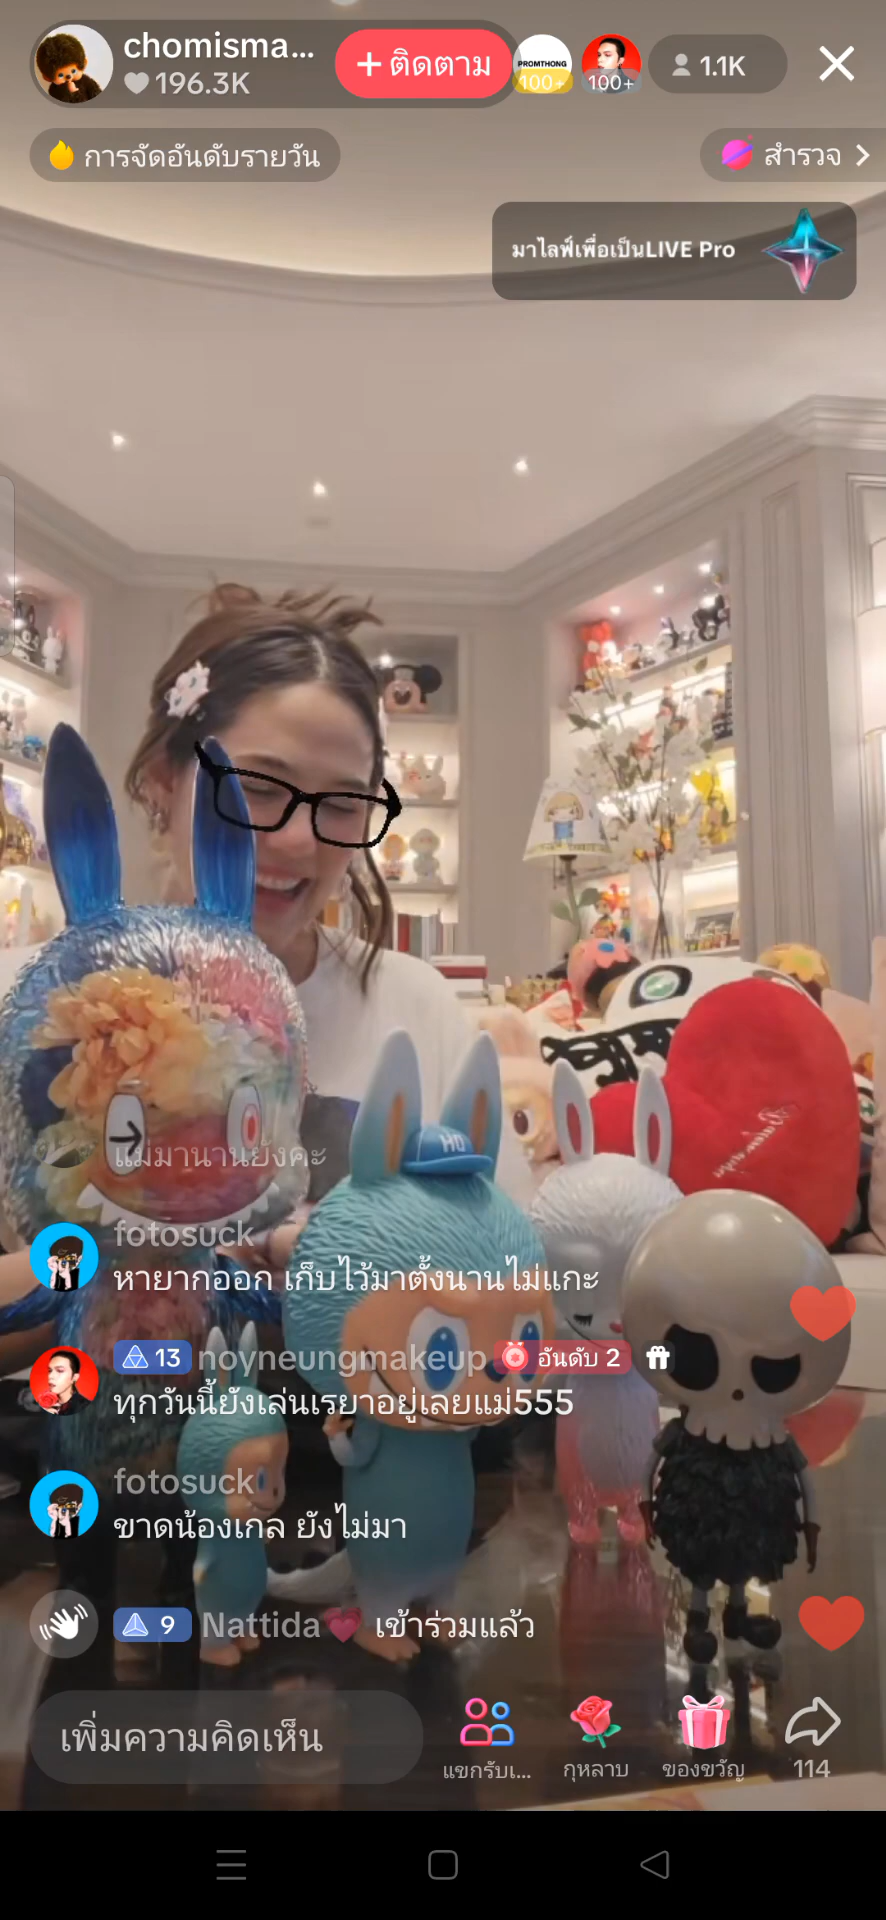 chomisma...
196.3K
+ ติดตาม
PROMTHONG
100+
100+
1.1K
การจัดอันดับรายวัน
สำรวจ
มาไลฟ์เพื่อเป็นLIVE Pro
HQ
แม่มานานยังคะ
fotosuck
หายากออก เก็บไว้มาตั้งนานไม่แกะ
13 noyneungmakeup อันดับ 2
ทุกวันนี้ยังเล่นเรยาอยู่เลยแม่555
fotosuck
ขาดน้องเกล ยังไม่มา
9 Nattida💗 เข้าร่วมแล้ว
เพิ่มความคิดเห็น
แขกรับเ...
กุหลาบ
ของขวัญ
114